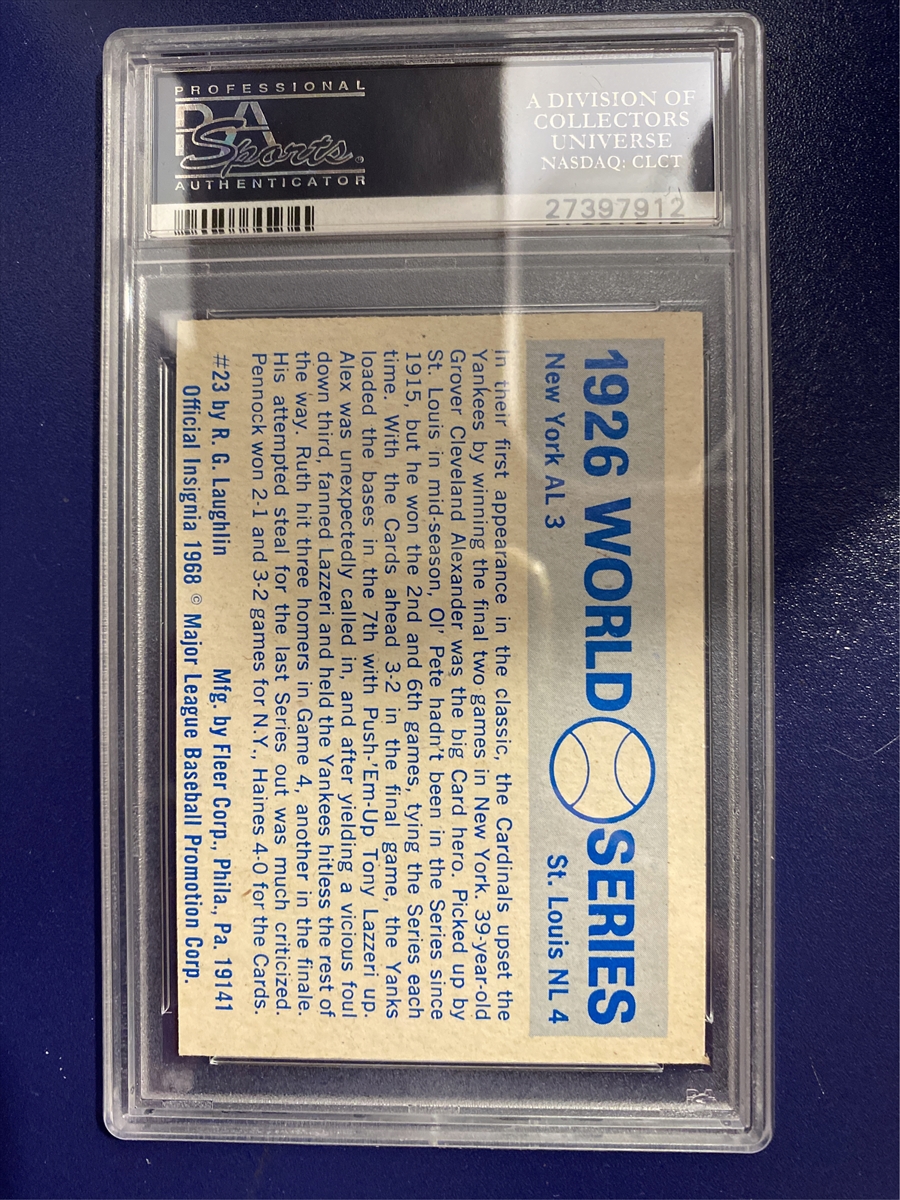 PROFESSIONAL
PSA
Sports®
AUTHENTICATOR
A DIVISION OF
COLLECTORS
UNIVERSE
NASDAQ: CLCT
27397912
1926 WORLD SERIES
New York AL 3 St. Louis NL 4
In their first appearance in the classic, the Cardinals upset the
Yankees by winning the final two games in New York. 39-year-old
Grover Cleveland Alexander was the big Card hero. Picked up by
St. Louis in mid-season, Ol' Pete hadn't been in the Series since
1915, but he won the 2nd and 6th games, tying the Series each
time. With the Cards ahead 3-2 in the final game, the Yanks
loaded the bases in the 7th with Push-'Em-Up Tony Lazzeri up.
Alex was unexpectedly called in, and after yielding a vicious foul
down third, fanned Lazzeri and held the Yankees hitless the rest of
the way. Ruth hit three homers in Game 4, another in the finale.
His attempted steal for the last Series out was much criticized.
Pennock won 2-1 and 3-2 games for N.Y., Haines 4-0 for the Cards.
#23 by R. G. Laughlin Mfg. by Fleer Corp., Phila., Pa. 19141
Official Insignia 1968 © Major League Baseball Promotion Corp.